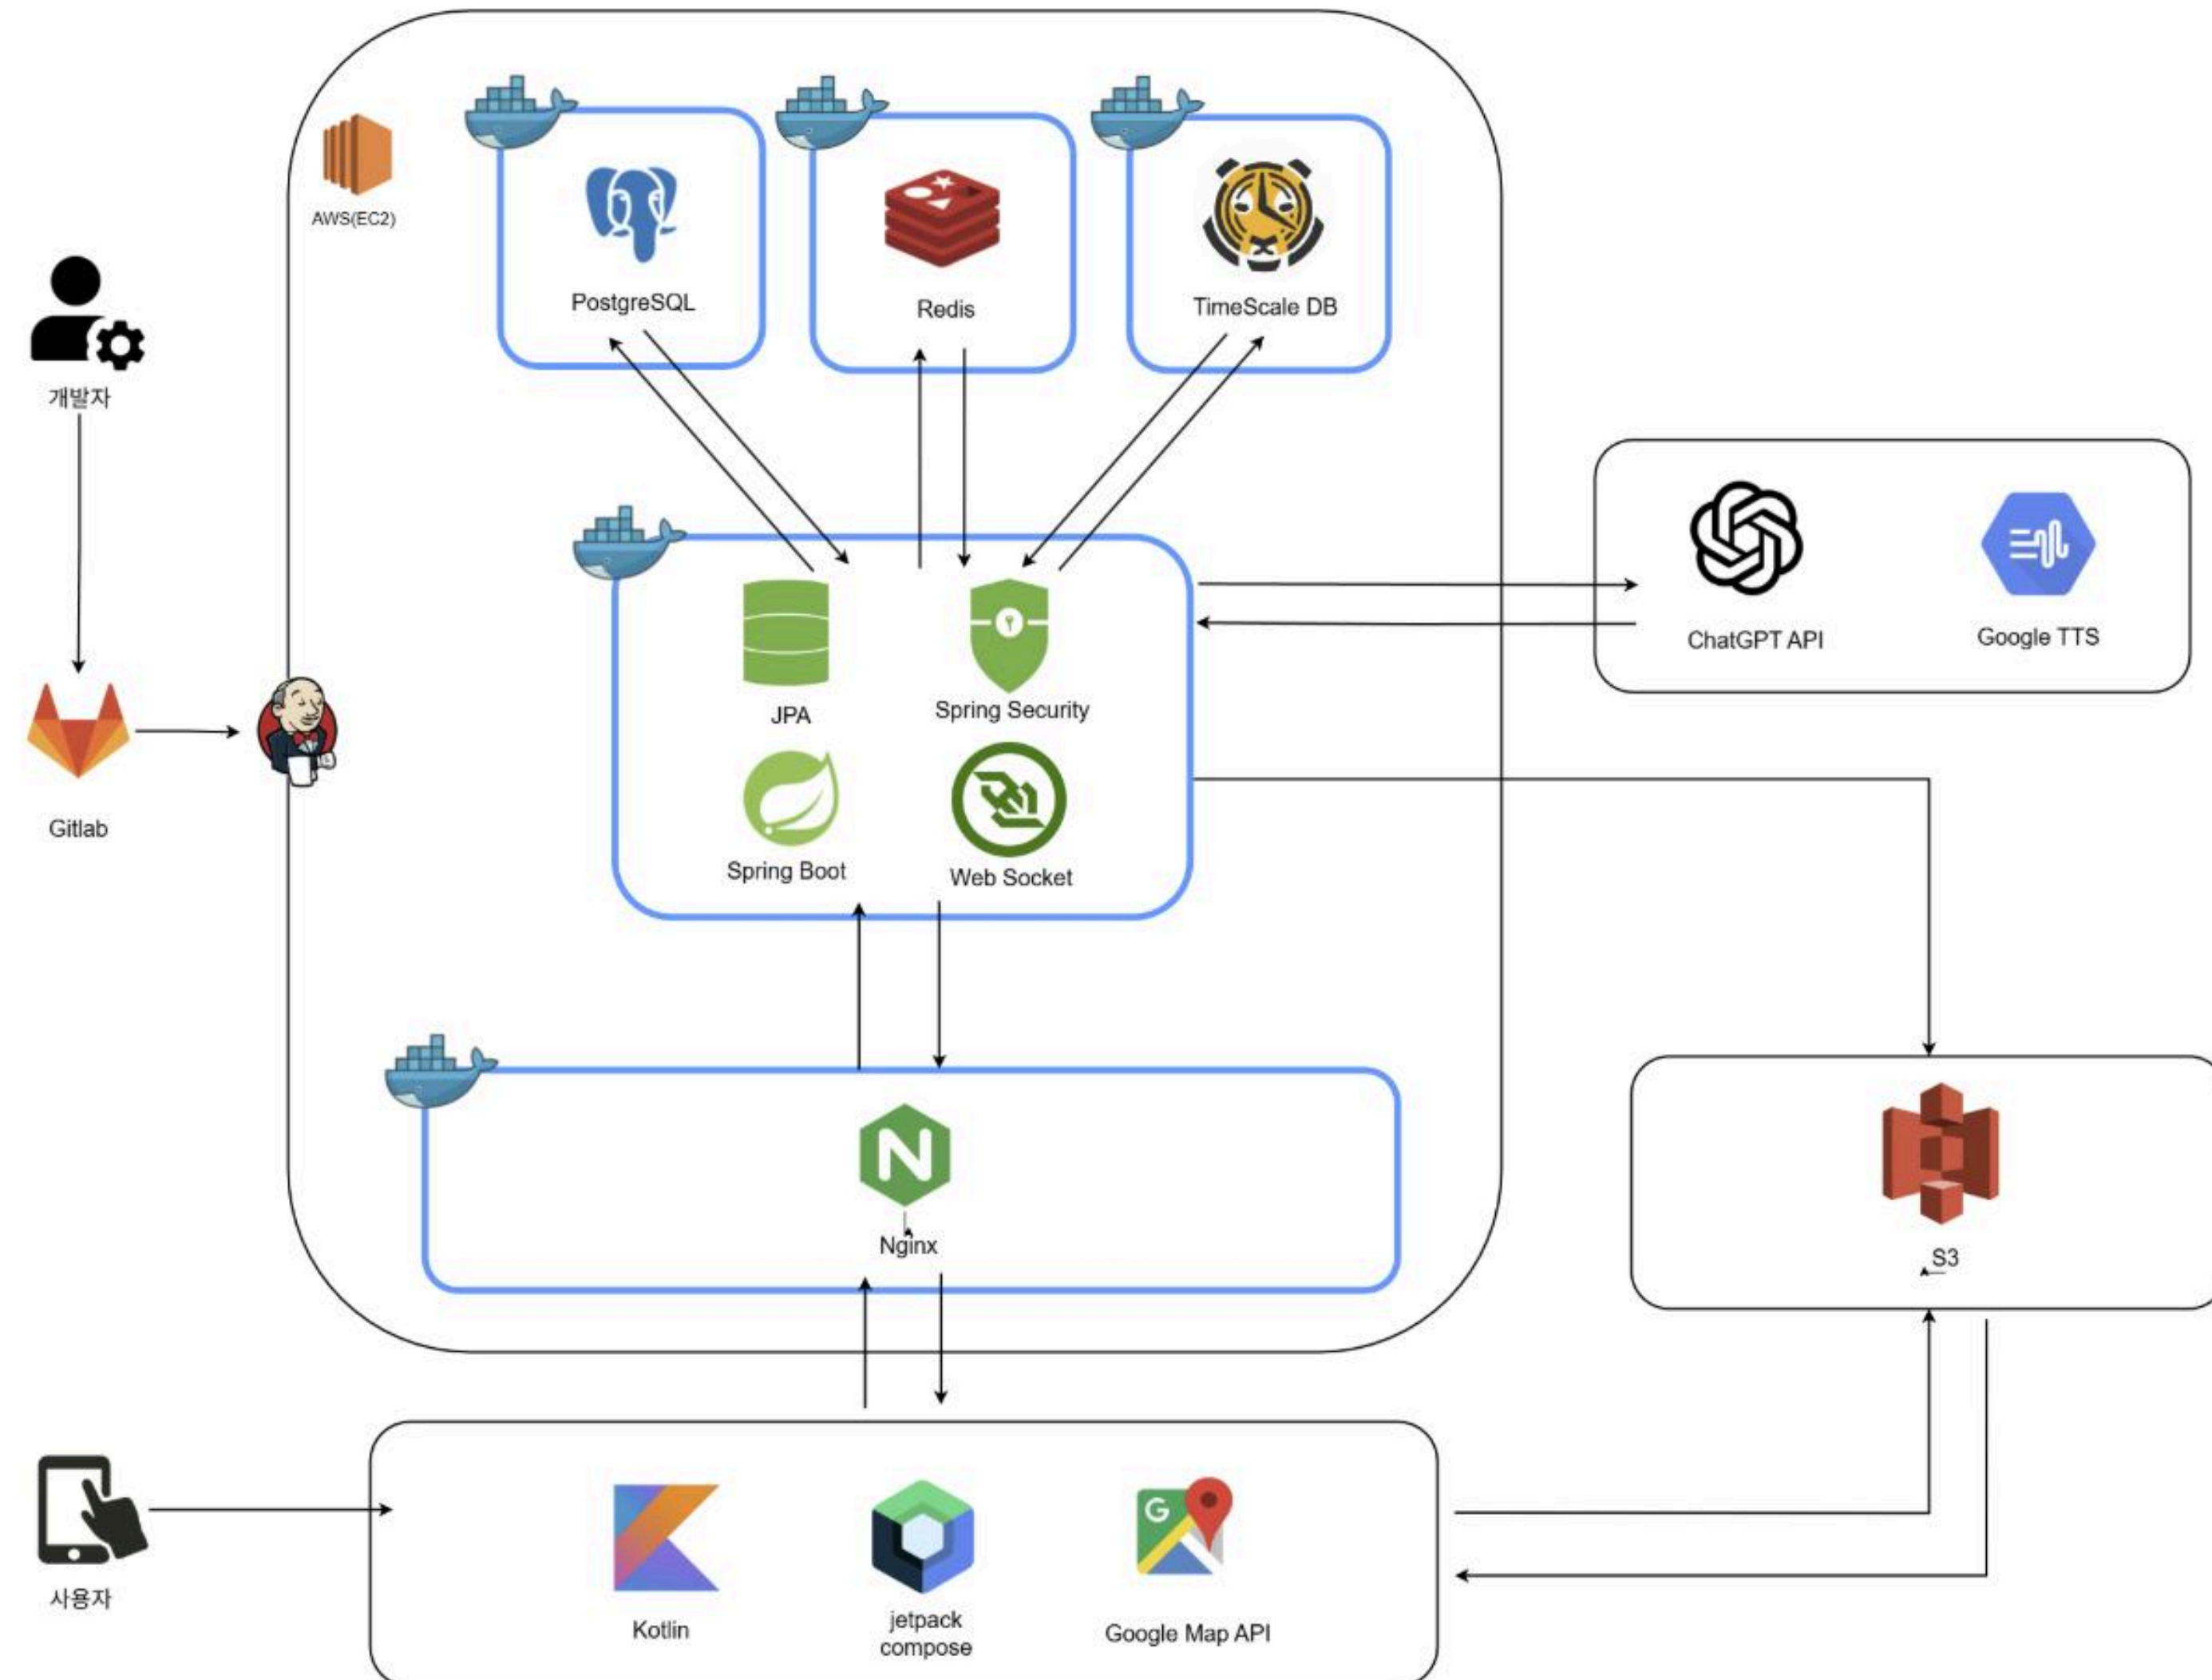 AWS(EC2)
PostgreSQL
Redis
TimeScale DB
개발자
ChatGPT API
Google TTS
JPA
Spring Security
Gitlab
Spring Boot
Web Socket
N
Nginx
S3
G
사용자
Kotlin
jetpack
compose
Google Map API